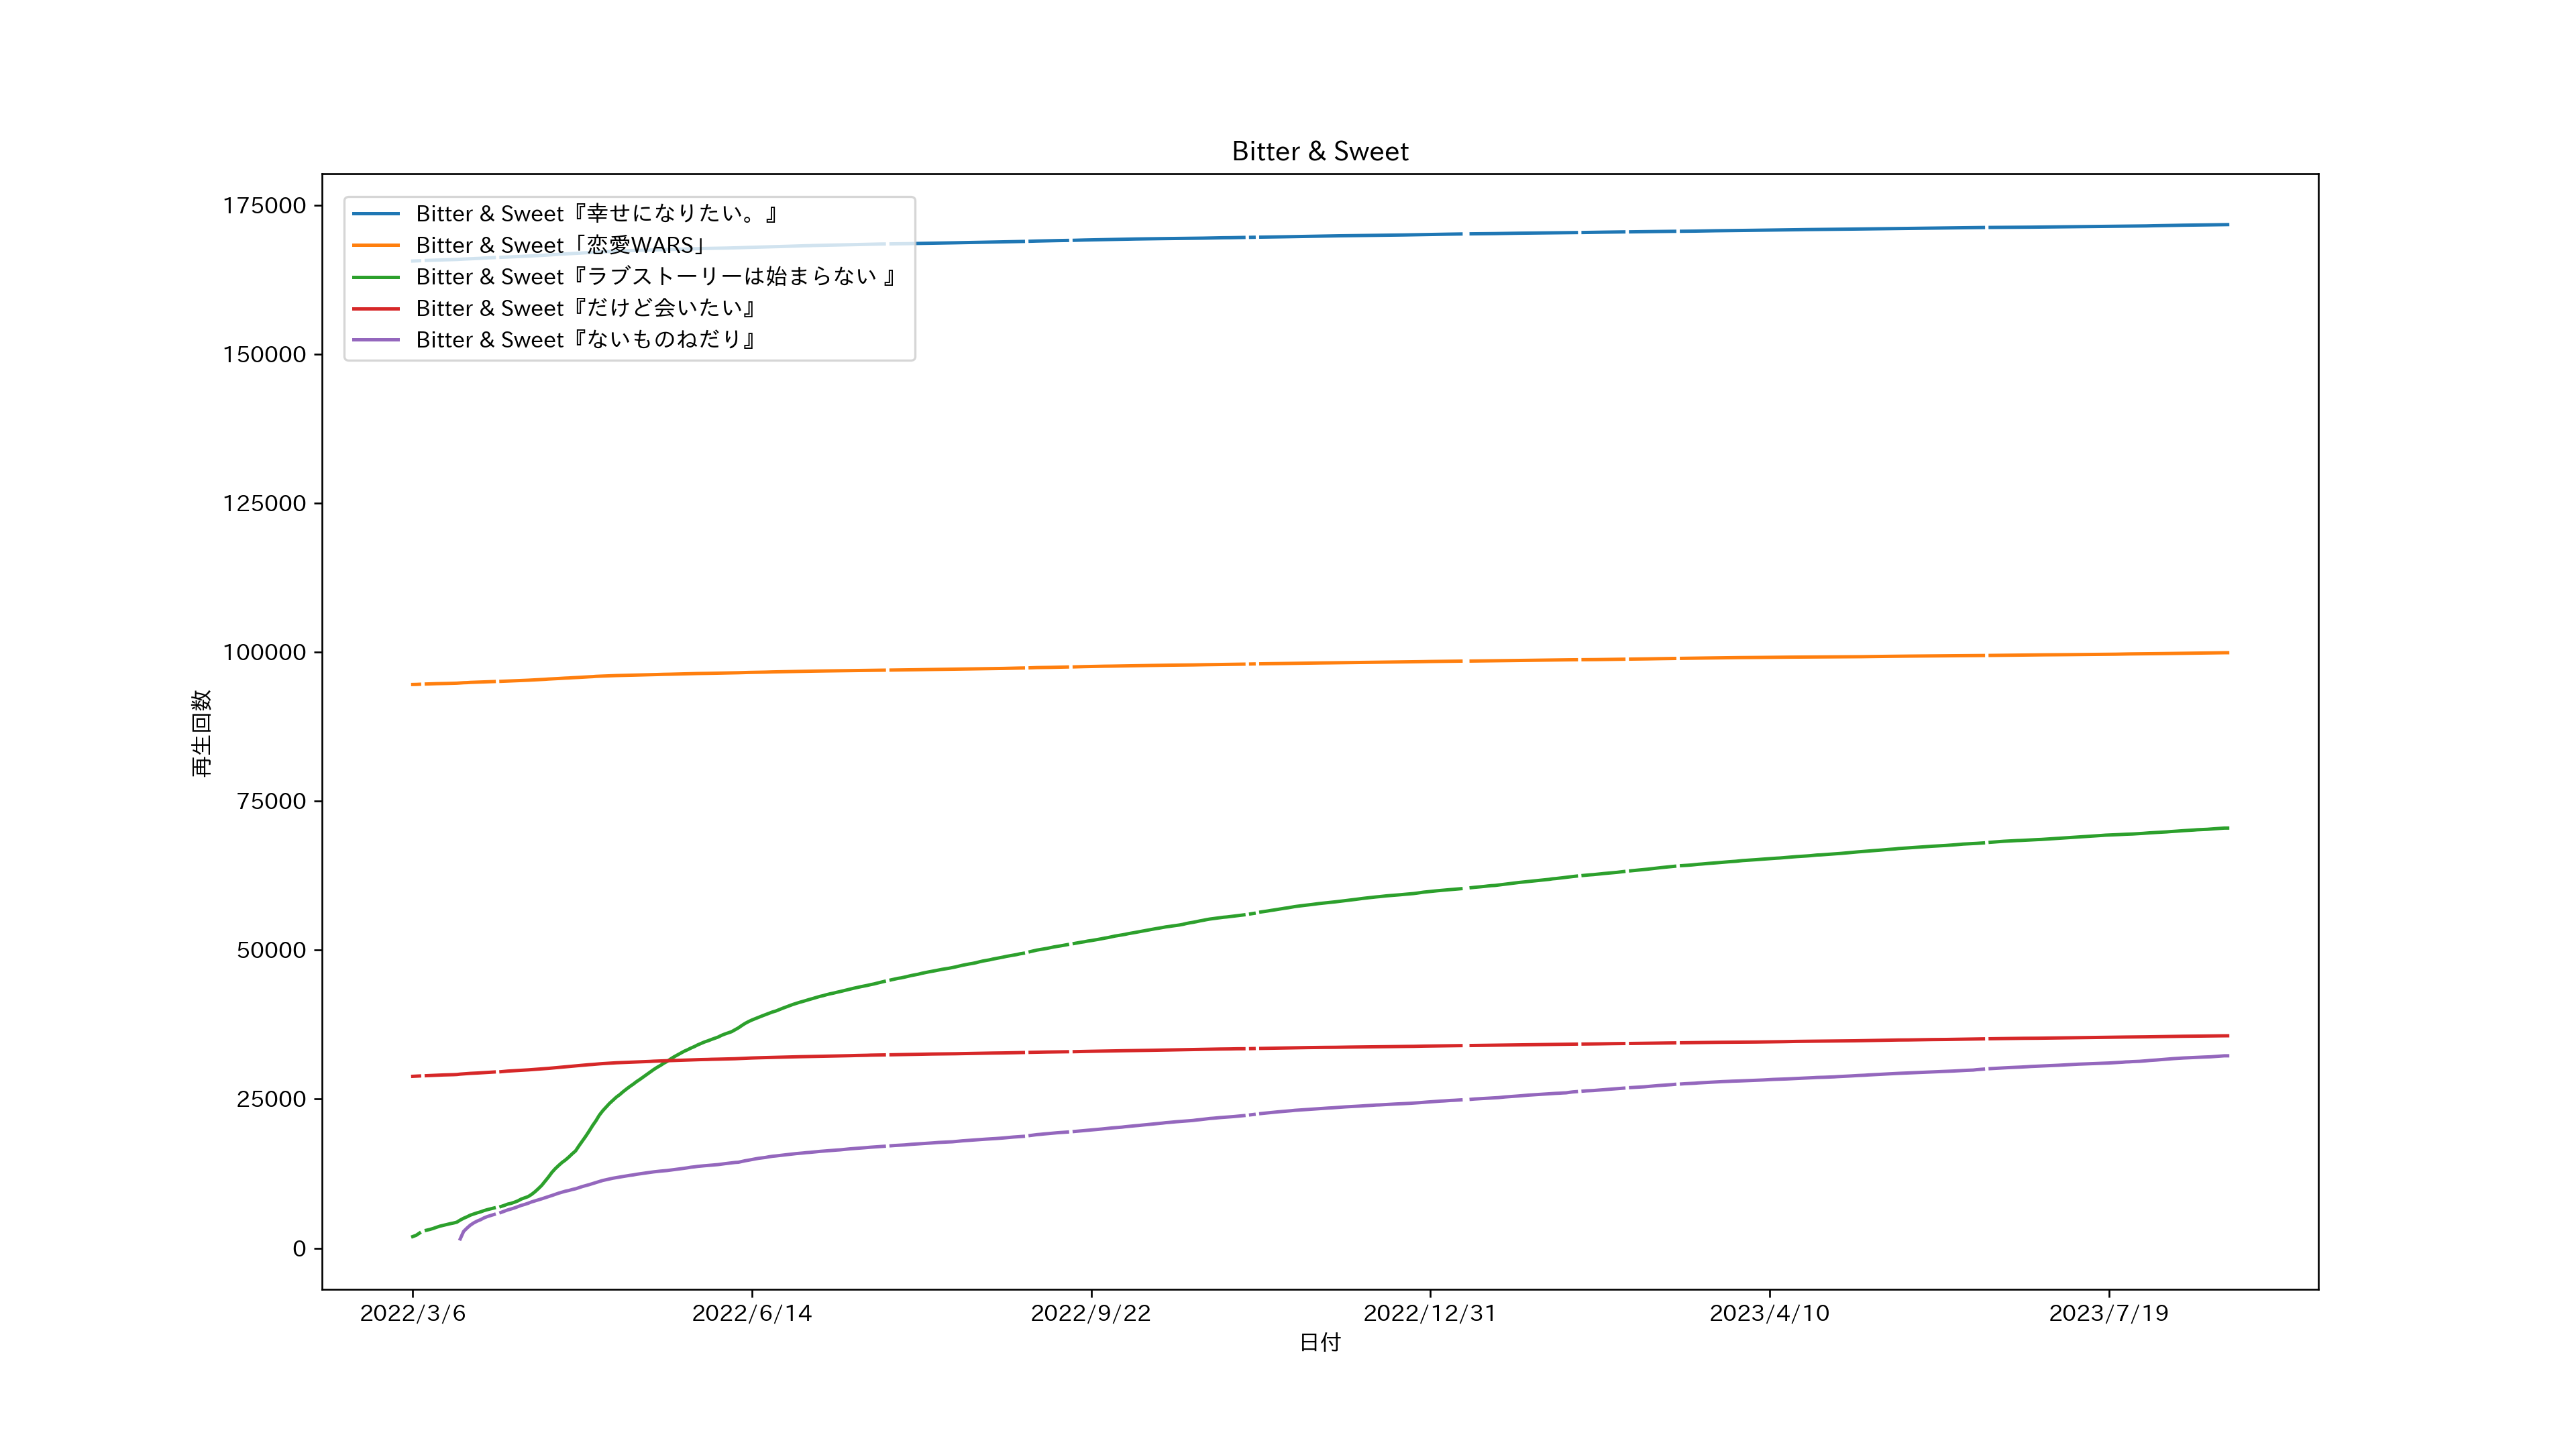 Bitter & Sweet
175000
150000
125000
100000
75000
50000
25000
0
再生回数
Bitter & Sweet『幸せになりたい。』
Bitter & Sweet「恋愛WARS」
Bitter & Sweet『ラブストーリーは始まらない 』
Bitter & Sweet『だけど会いたい』
Bitter & Sweet『ないものねだり』
2022/3/6
2022/6/14
2022/9/22
2022/12/31
2023/4/10
2023/7/19
日付